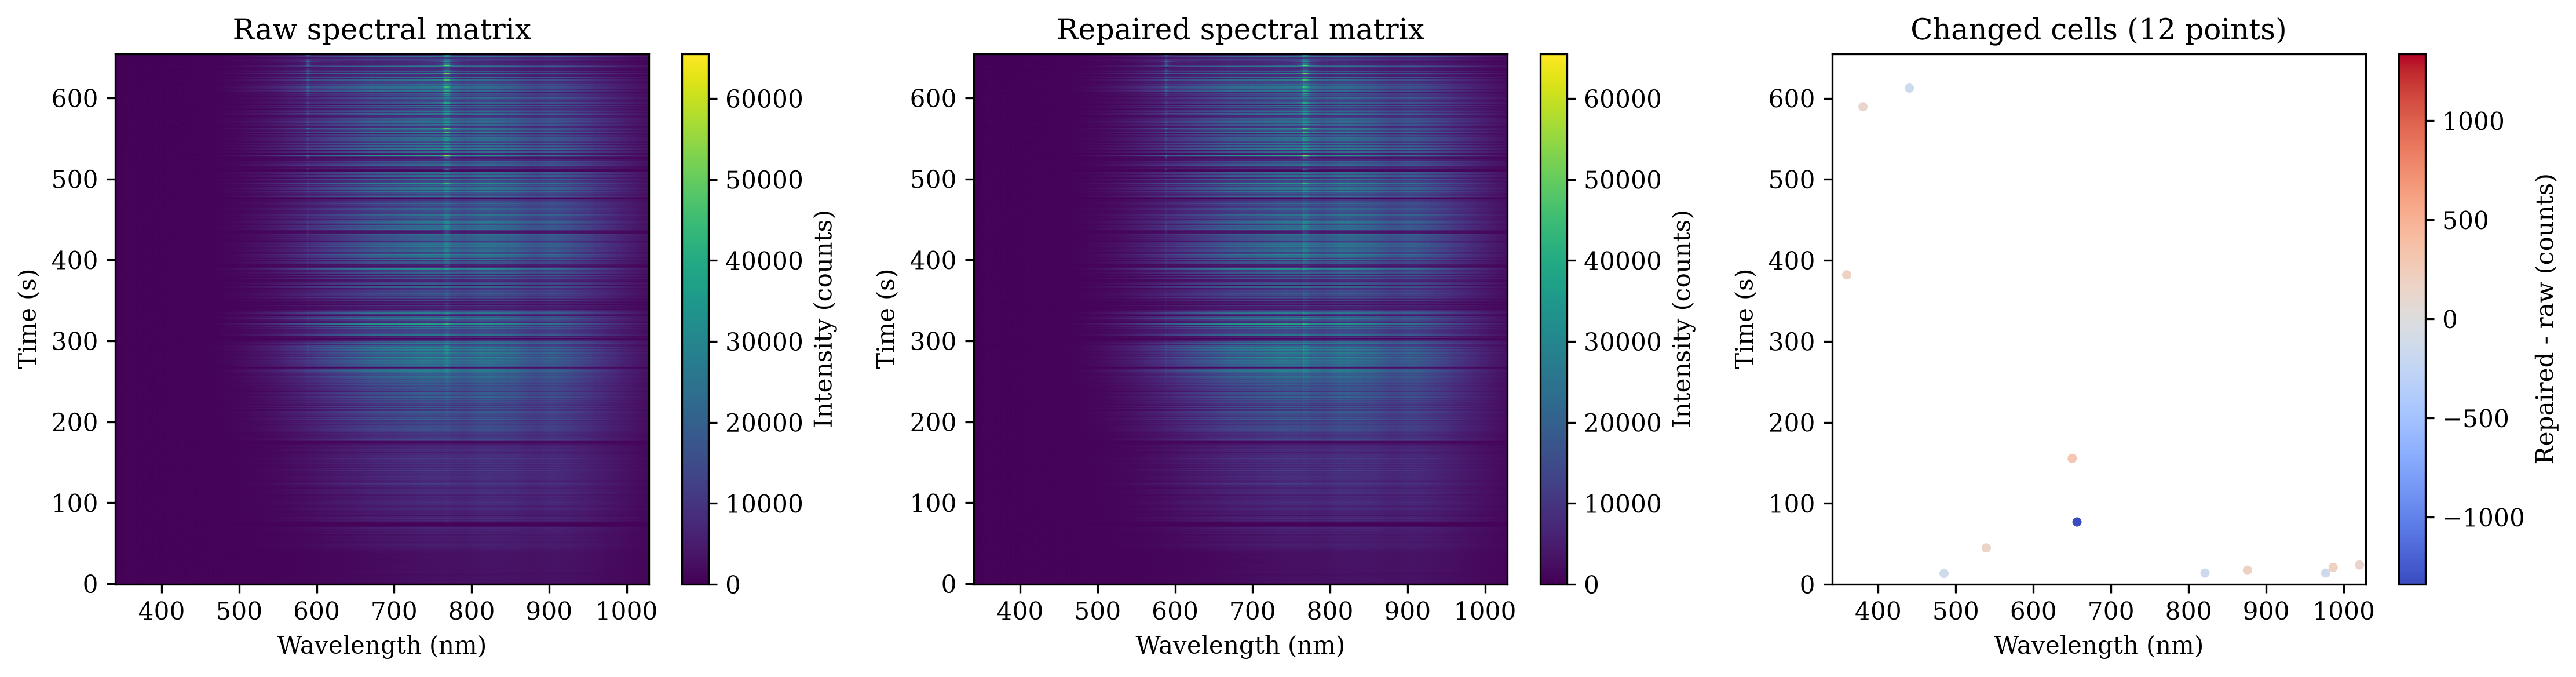 Raw spectral matrix
Time (s)
600
500
400
300
200
100
0
400 500 600 700 800 900 1000
Wavelength (nm)
60000
50000
40000
30000
20000
10000
0
Intensity (counts)
Repaired spectral matrix
Time (s)
600
500
400
300
200
100
0
400 500 600 700 800 900 1000
Wavelength (nm)
60000
50000
40000
30000
20000
10000
0
Intensity (counts)
Changed cells (12 points)
Time (s)
600
500
400
300
200
100
0
400 500 600 700 800 900 1000
Wavelength (nm)
1000
500
0
−500
−1000
Repaired - raw (counts)